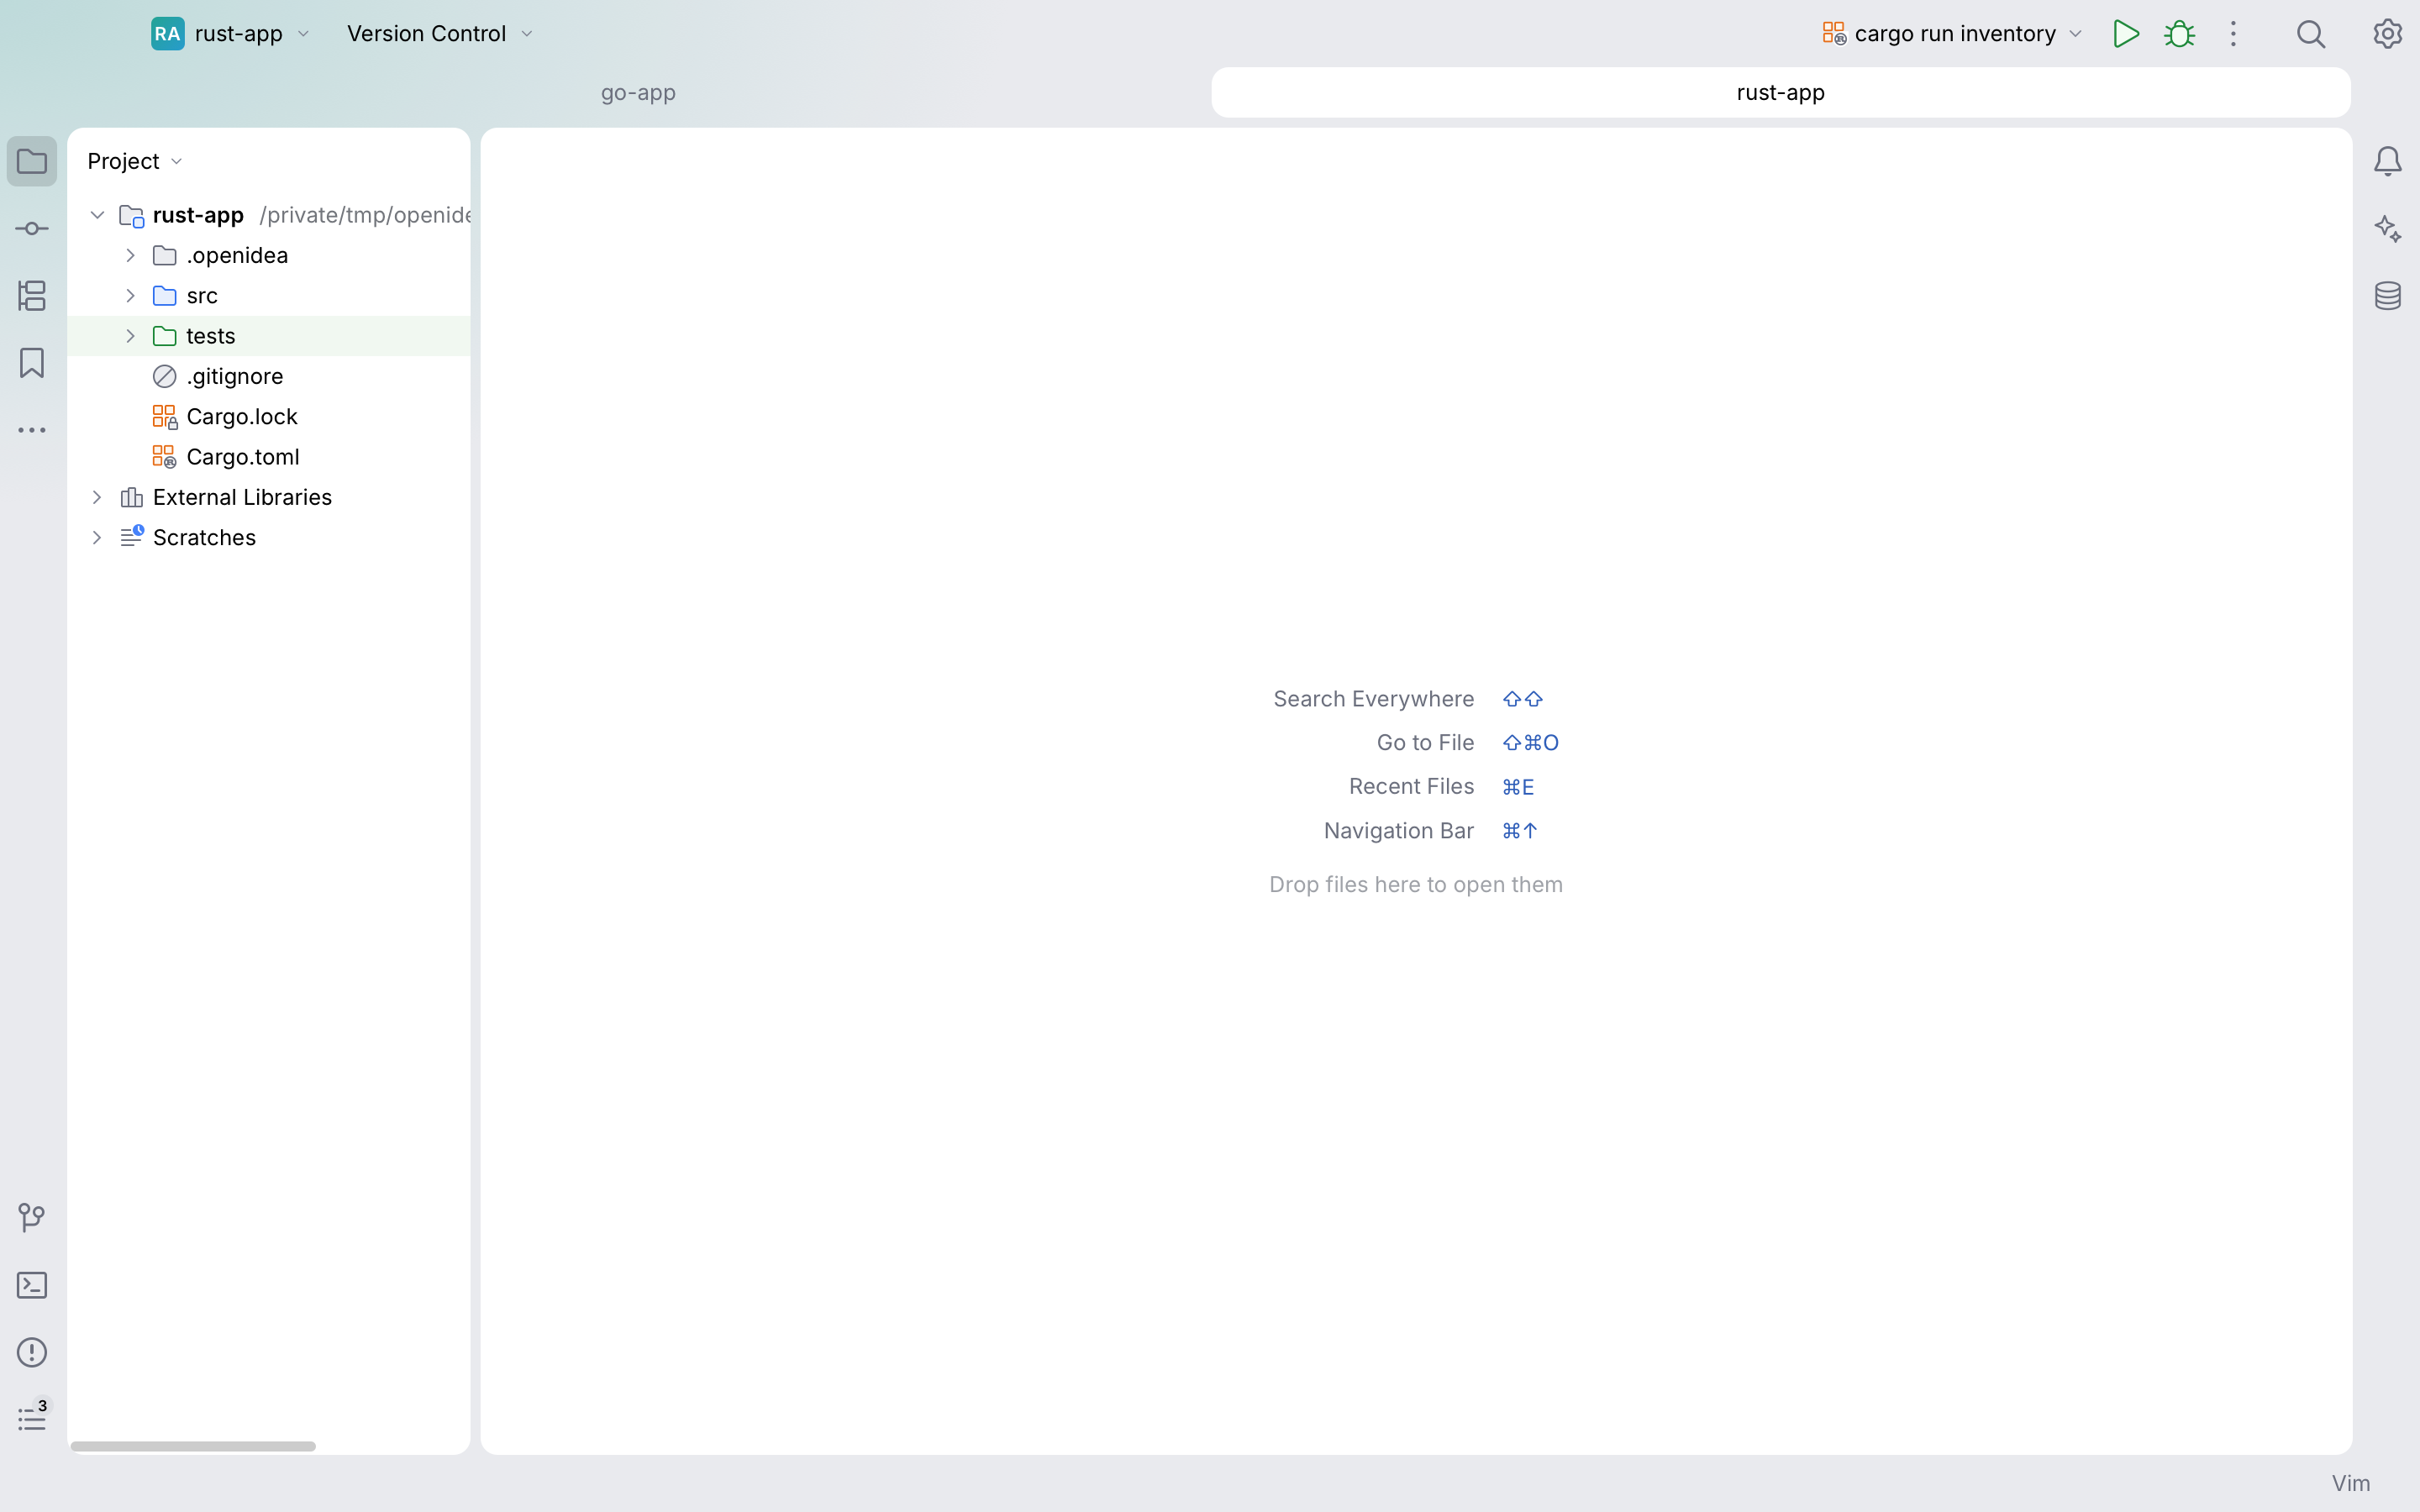 RA rust-app Version Control cargo run inventory
go-app rust-app
Project
rust-app /private/tmp/openide
.openidea
src
tests
.gitignore
Cargo.lock
Cargo.toml
External Libraries
Scratches
Search Everywhere ⇧⇧
Go to File ⇧⌘O
Recent Files ⌘E
Navigation Bar ⌘↑
Drop files here to open them
3
Vim